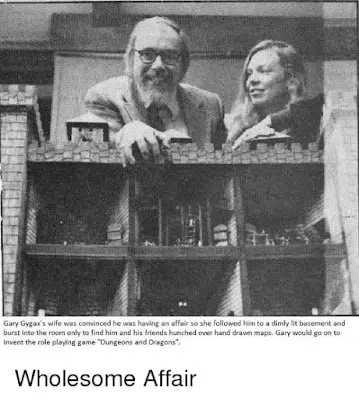 Gary Gygax's wife was convinced he was having an affair so she followed him to a dimly lit basement and
burst into the room only to find him and his friends hunched over hand drawn maps. Gary would go on to
invent the role playing game "Dungeons and Dragons".
Wholesome Affair